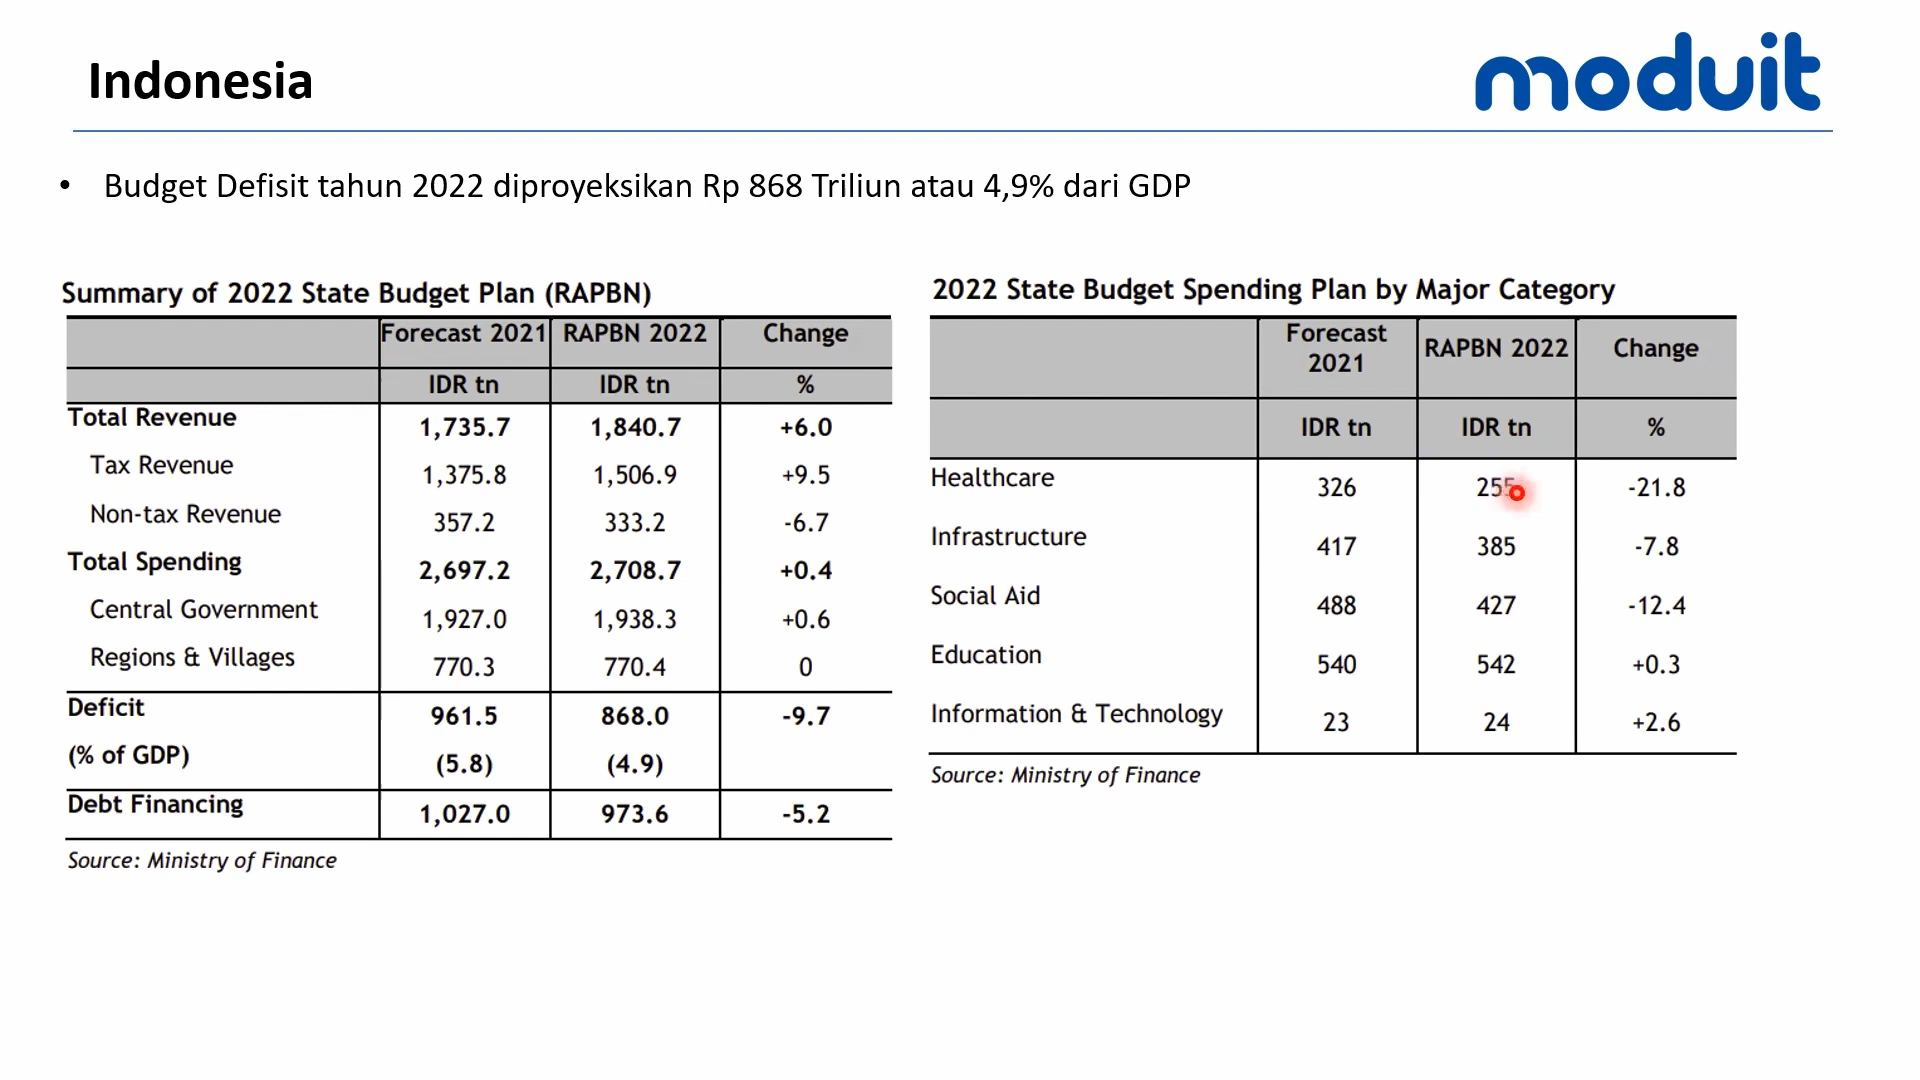 Indonesia
moduit
• Budget Defisit tahun 2022 diproyeksikan Rp 868 Triliun atau 4,9% dari GDP
Summary of 2022 State Budget Plan (RAPBN)
Forecast 2021 RAPBN 2022 Change
IDR tn IDR tn %
Total Revenue 1,735.7 1,840.7 +6.0
Tax Revenue 1,375.8 1,506.9 +9.5
Non-tax Revenue 357.2 333.2 -6.7
Total Spending 2,697.2 2,708.7 +0.4
Central Government 1,927.0 1,938.3 +0.6
Regions & Villages 770.3 770.4 0
Deficit 961.5 868.0 -9.7
(% of GDP) (5.8) (4.9)
Debt Financing 1,027.0 973.6 -5.2
Source: Ministry of Finance
2022 State Budget Spending Plan by Major Category
Forecast 2021 RAPBN 2022 Change
IDR tn IDR tn %
Healthcare 326 255 -21.8
Infrastructure 417 385 -7.8
Social Aid 488 427 -12.4
Education 540 542 +0.3
Information & Technology 23 24 +2.6
Source: Ministry of Finance